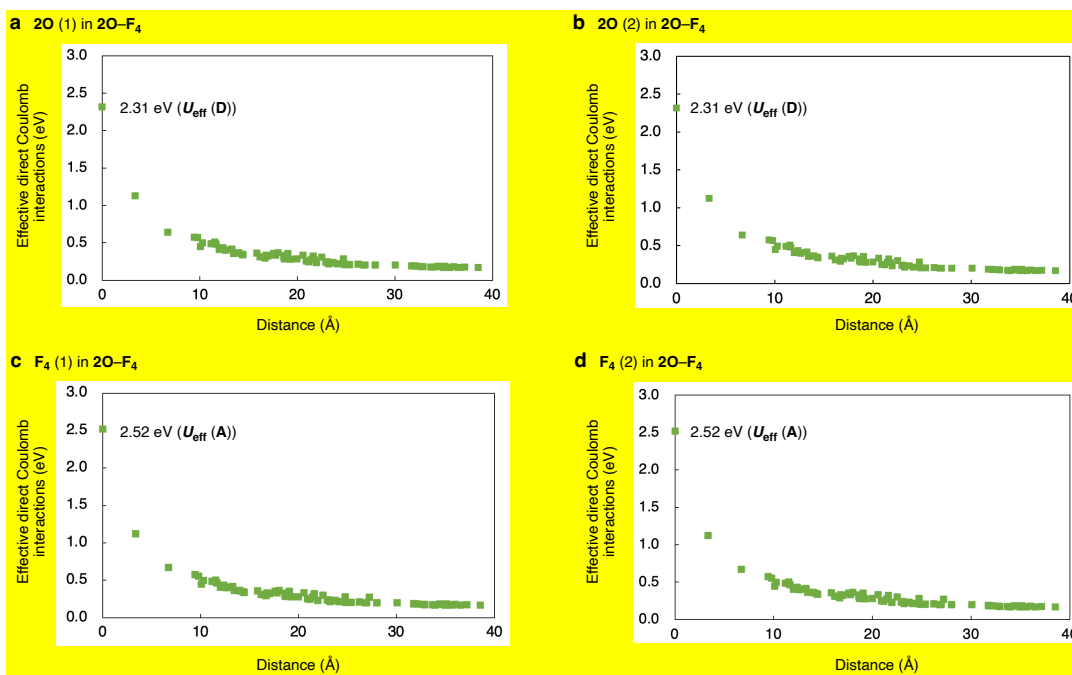 a 2O (1) in 2O–F4
Effective direct Coulomb
interactions (eV)
3.0
2.5
2.0
1.5
1.0
0.5
0.0
2.31 eV (Ueff (D))
0 10 20 30 40
Distance (Å)
b 2O (2) in 2O–F4
Effective direct Coulomb
interactions (eV)
3.0
2.5
2.0
1.5
1.0
0.5
0.0
2.31 eV (Ueff (D))
0 10 20 30 40
Distance (Å)
c F4 (1) in 2O–F4
Effective direct Coulomb
interactions (eV)
3.0
2.5
2.0
1.5
1.0
0.5
0.0
2.52 eV (Ueff (A))
0 10 20 30 40
Distance (Å)
d F4 (2) in 2O–F4
Effective direct Coulomb
interactions (eV)
3.0
2.5
2.0
1.5
1.0
0.5
0.0
2.52 eV (Ueff (A))
0 10 20 30 40
Distance (Å)